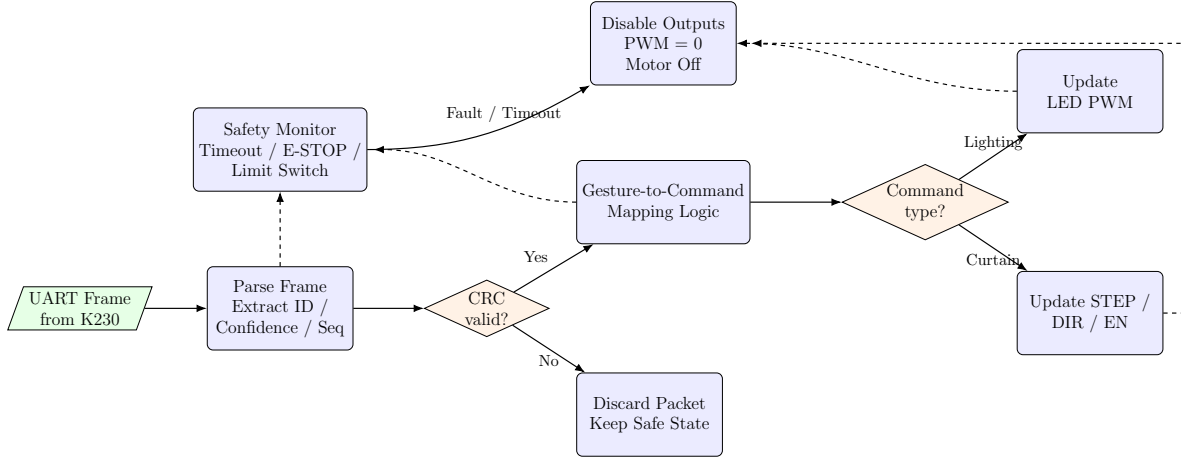 Disable Outputs
PWM = 0
Motor Off
Update
LED PWM
Fault / Timeout
Safety Monitor
Timeout / E-STOP /
Limit Switch
Lighting
Gesture-to-Command
Mapping Logic
Command
type?
Yes
Curtain
Parse Frame
Extract ID /
Confidence / Seq
UART Frame
from K230
CRC
valid?
Update STEP /
DIR / EN
No
Discard Packet
Keep Safe State